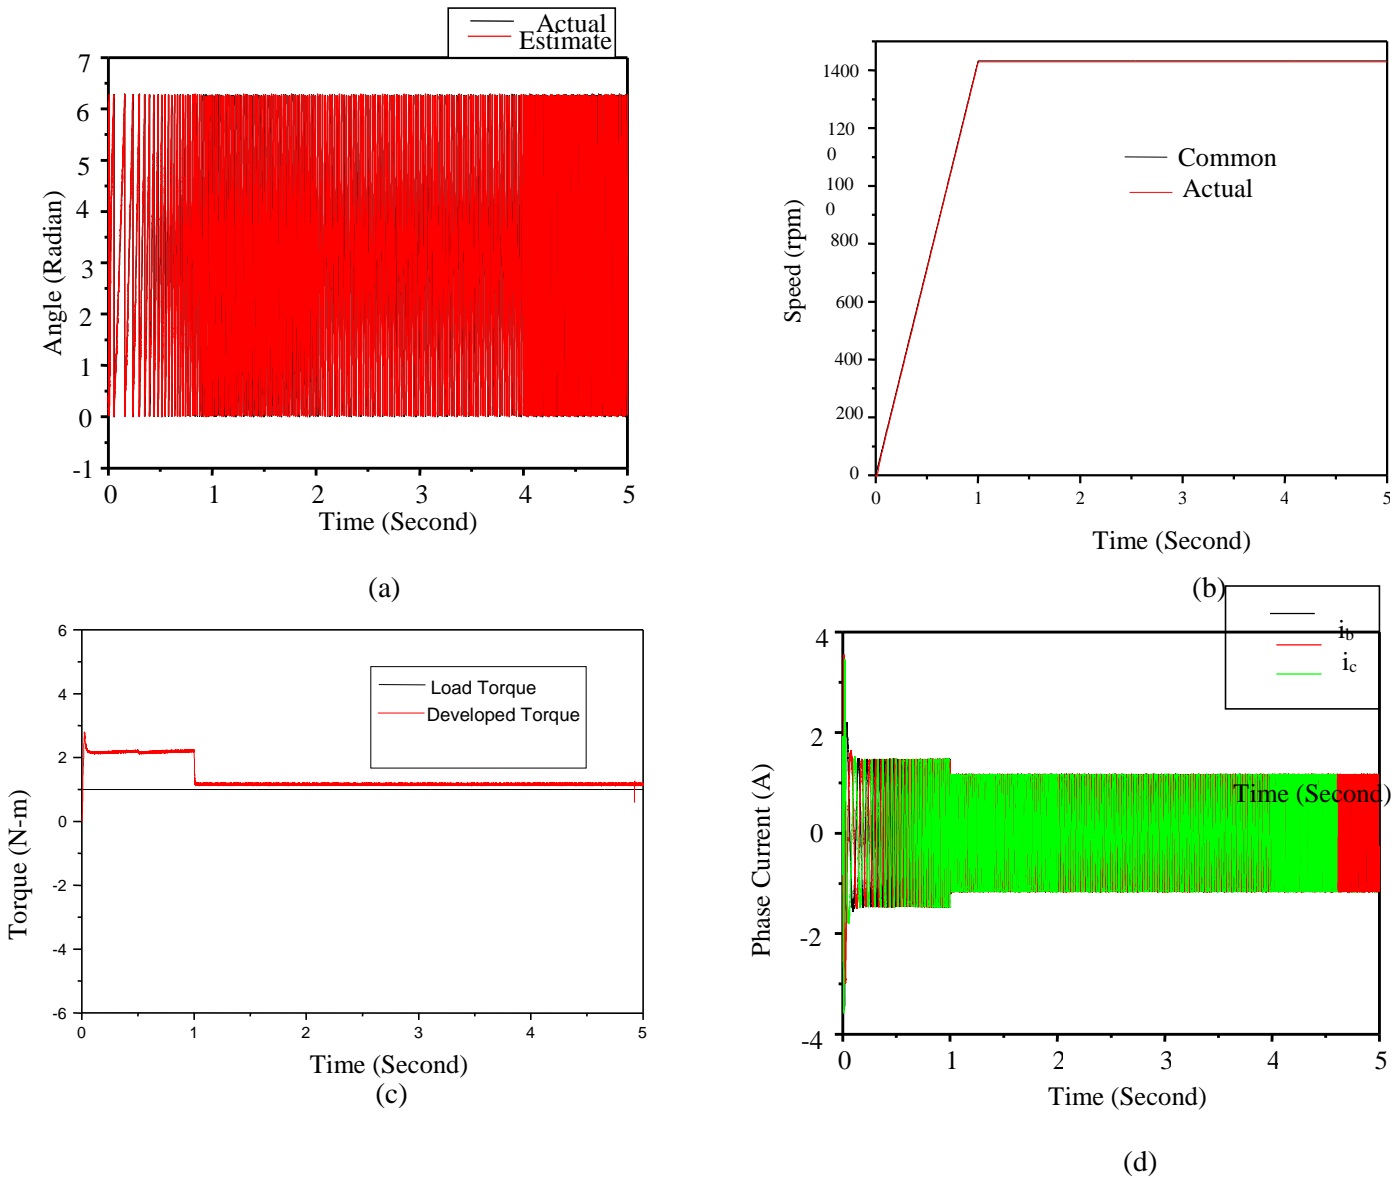 Actual
Estimate
7
6
5
4
3
2
1
0
-1
Angle (Radian)
0 1 2 3 4 5
Time (Second)
(a)
1400
120
0
100
0
800
600
400
200
0
Speed (rpm)
Common
Actual
0 1 2 3 4 5
Time (Second)
(b)
6
4
2
0
-2
-4
-6
Torque (N-m)
Load Torque
Developed Torque
0 1 2 3 4 5
Time (Second)
(c)
i_b
i_c
4
2
0
-2
-4
Phase Current (A)
Time (Second)
0 1 2 3 4 5
Time (Second)
(d)